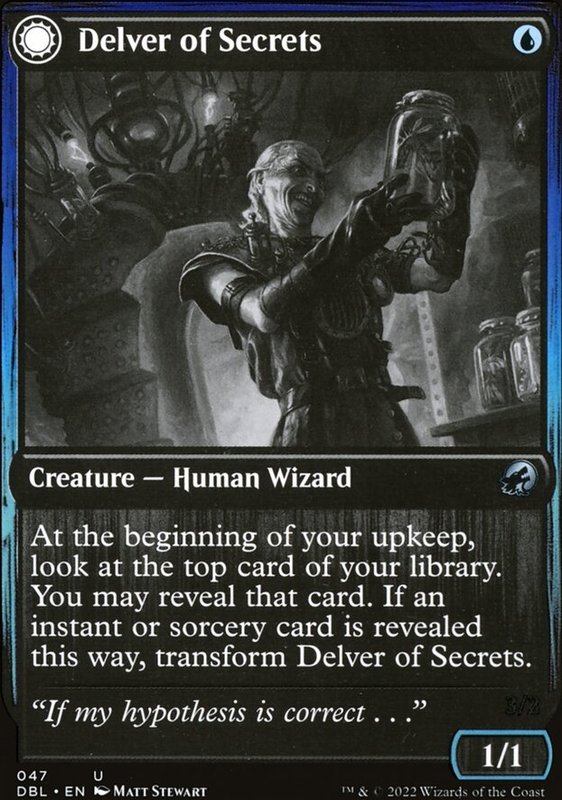 Delver of Secrets
Creature — Human Wizard
At the beginning of your upkeep,
look at the top card of your library.
You may reveal that card. If an
instant or sorcery card is revealed
this way, transform Delver of Secrets.
"If my hypothesis is correct . . ."
3/2
1/1
047 U
DBL • EN MATT STEWART
™ & © 2022 Wizards of the Coast